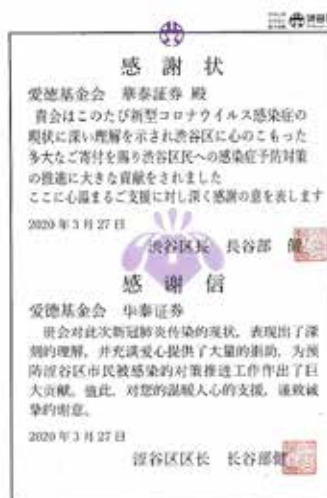 感謝状
愛徳基金会 華泰証券 殿
貴会はこのたび新型コロナウイルス感染症の
現状に深い理解を示され渋谷区に心のこもった
多大なご寄付を賜り渋谷区民への感染症予防対策
の推進に大きな貢献をされました
ここに心温まるご支援に対し深く感謝の意を表します
2020年3月27日
渋谷区長 長谷部 健
感谢信
爱德基金会 华泰证券
贵会对此次新冠肺炎传染的现状，表现出了深
刻的理解，并充满爱心提供了大量的捐助，为预
防涩谷区市民被感染的对策推进工作作出了巨
大贡献。值此，对您的温暖人心的支援，谨致诚
挚的谢意。
2020年3月27日
涩谷区区长 长谷部健